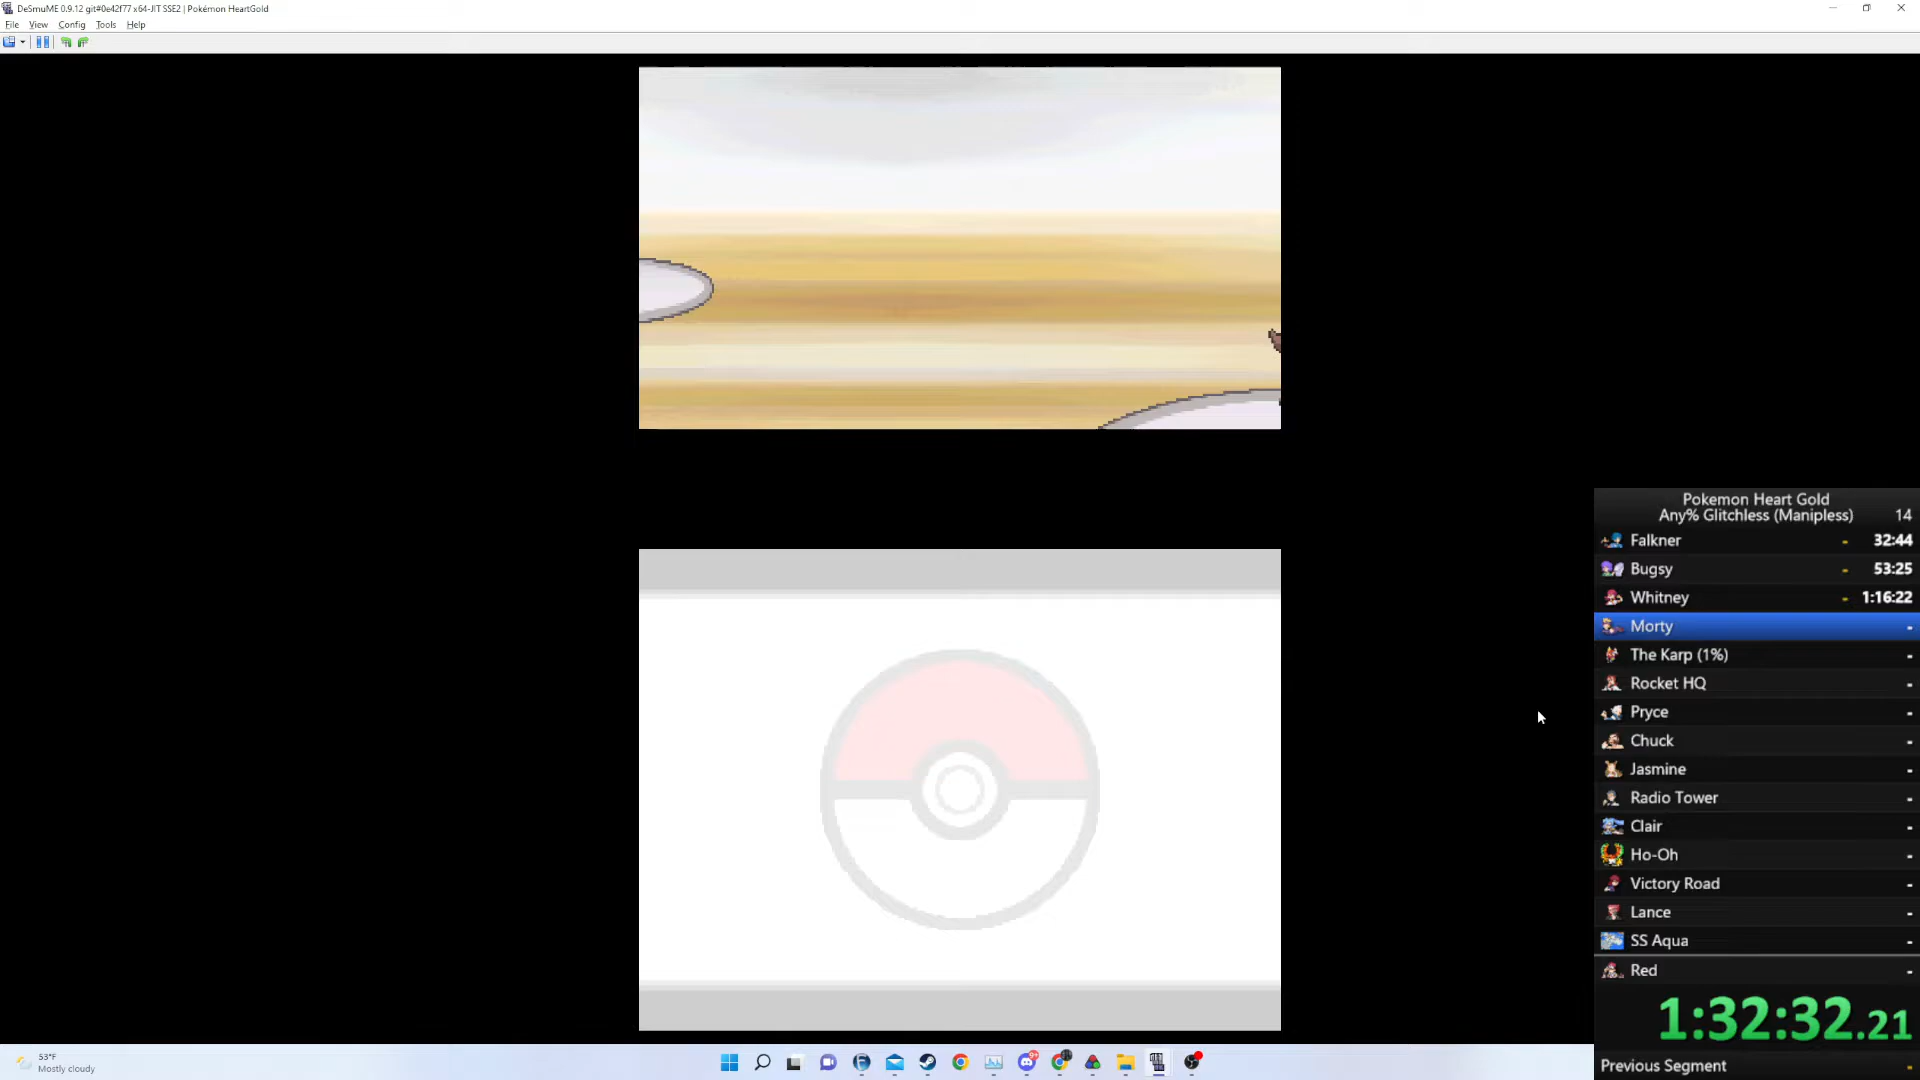 DeSmuME 0.9.12 git#0e42f77 x64-JIT SSE2 | Pokémon HeartGold
File View Config Tools Help
Pokemon Heart Gold
Any% Glitchless (Manipless) 14
Falkner - 32:44
Bugsy - 53:25
Whitney - 1:16:22
Morty -
The Karp (1%) -
Rocket HQ -
Pryce -
Chuck -
Jasmine -
Radio Tower -
Clair -
Ho-Oh -
Victory Road -
Lance -
SS Aqua -
Red -
1:32:32.21
Previous Segment -
53°F
Mostly cloudy